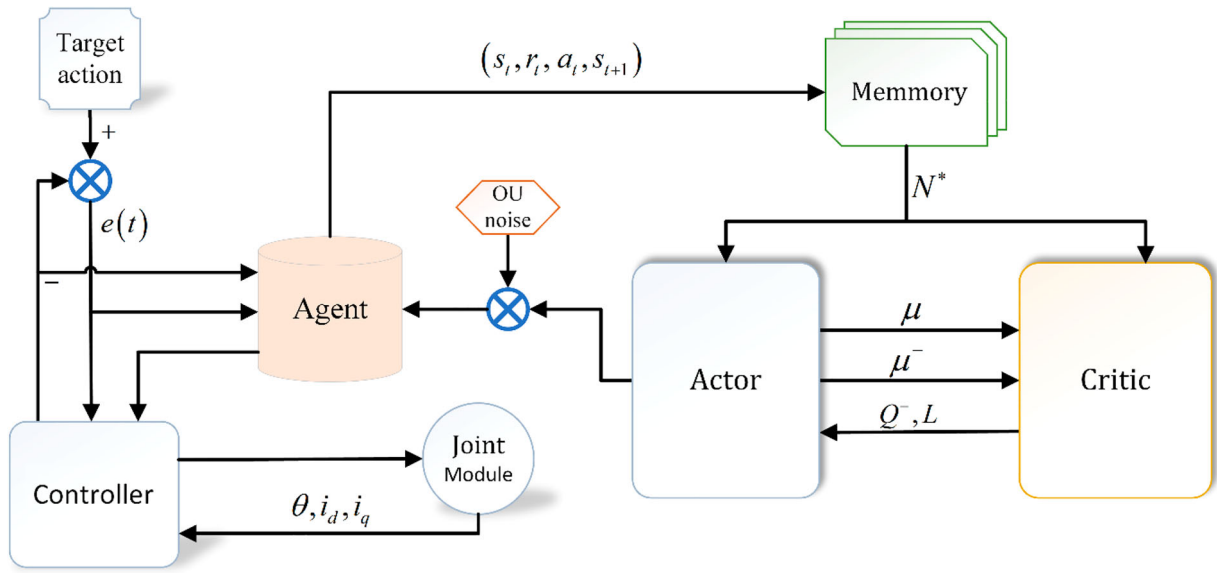 Target
action
+
e(t)
−
(s_t, r_t, a_t, s_{t+1})
Memmory
N*
OU
noise
Agent
Actor
μ
μ⁻
Q⁻, L
Critic
Controller
Joint
Module
θ, i_d, i_q